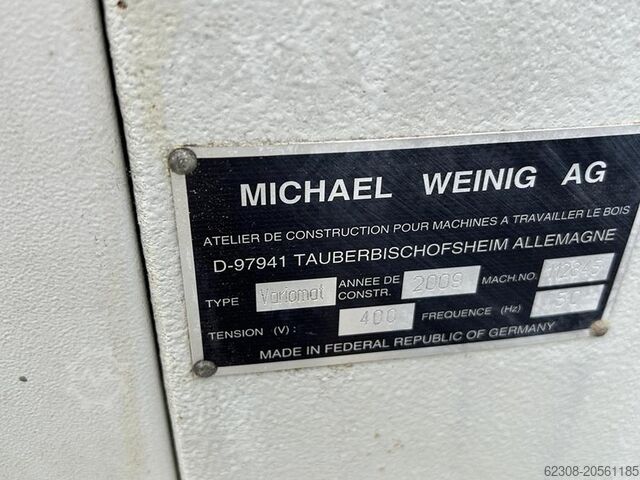 MICHAEL WEINIG AG
ATELIER DE CONSTRUCTION POUR MACHINES A TRAVAILLER LE BOIS
D-97941 TAUBERBISCHOFSHEIM ALLEMAGNE
TYPE Variomat ANNEE DE CONSTR. 2009 MACH.NO.
TENSION (V) : 400 FREQUENCE (Hz) 50
MADE IN FEDERAL REPUBLIC OF GERMANY
62308-20561185